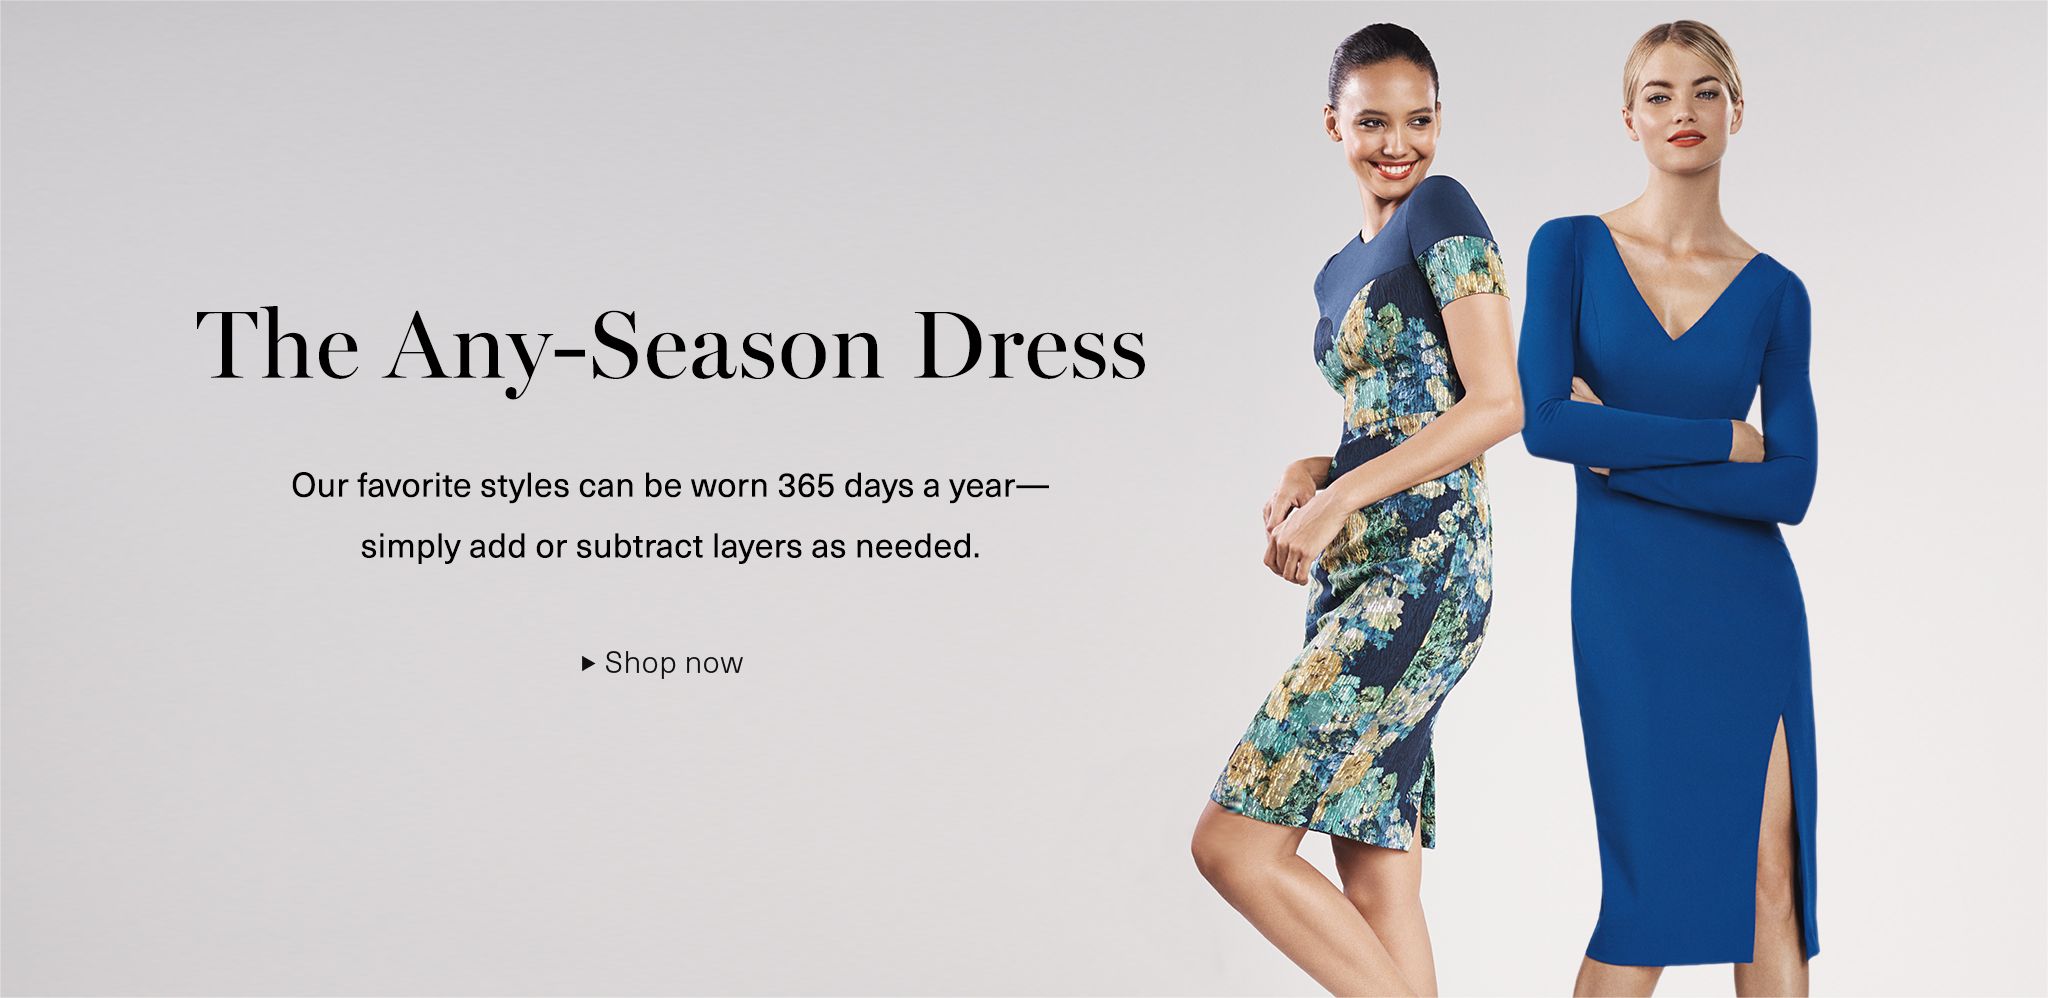 The Any-Season Dress
Our favorite styles can be worn 365 days a year—
simply add or subtract layers as needed.
Shop now